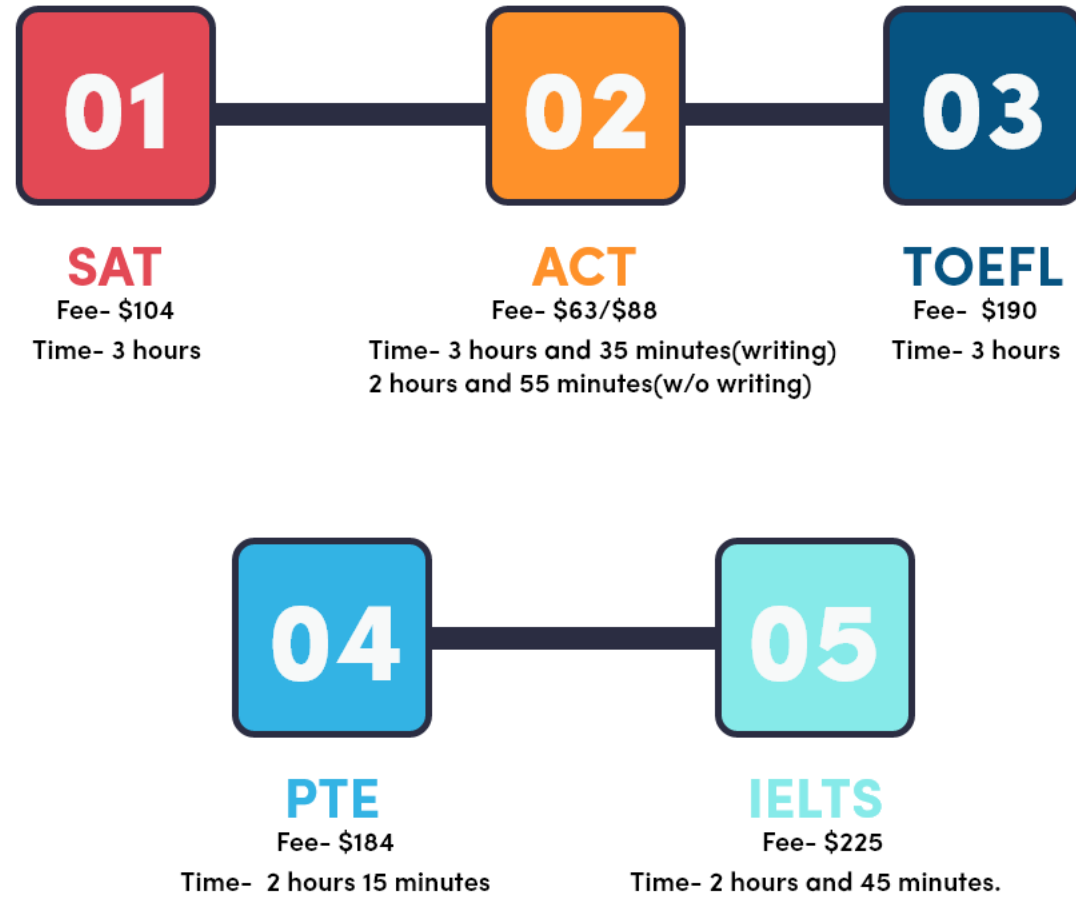 01
02
03
SAT
Fee- $104
Time- 3 hours
ACT
Fee- $63/$88
Time- 3 hours and 35 minutes(writing)
2 hours and 55 minutes(w/o writing)
TOEFL
Fee- $190
Time- 3 hours
04
05
PTE
Fee- $184
Time- 2 hours 15 minutes
IELTS
Fee- $225
Time- 2 hours and 45 minutes.